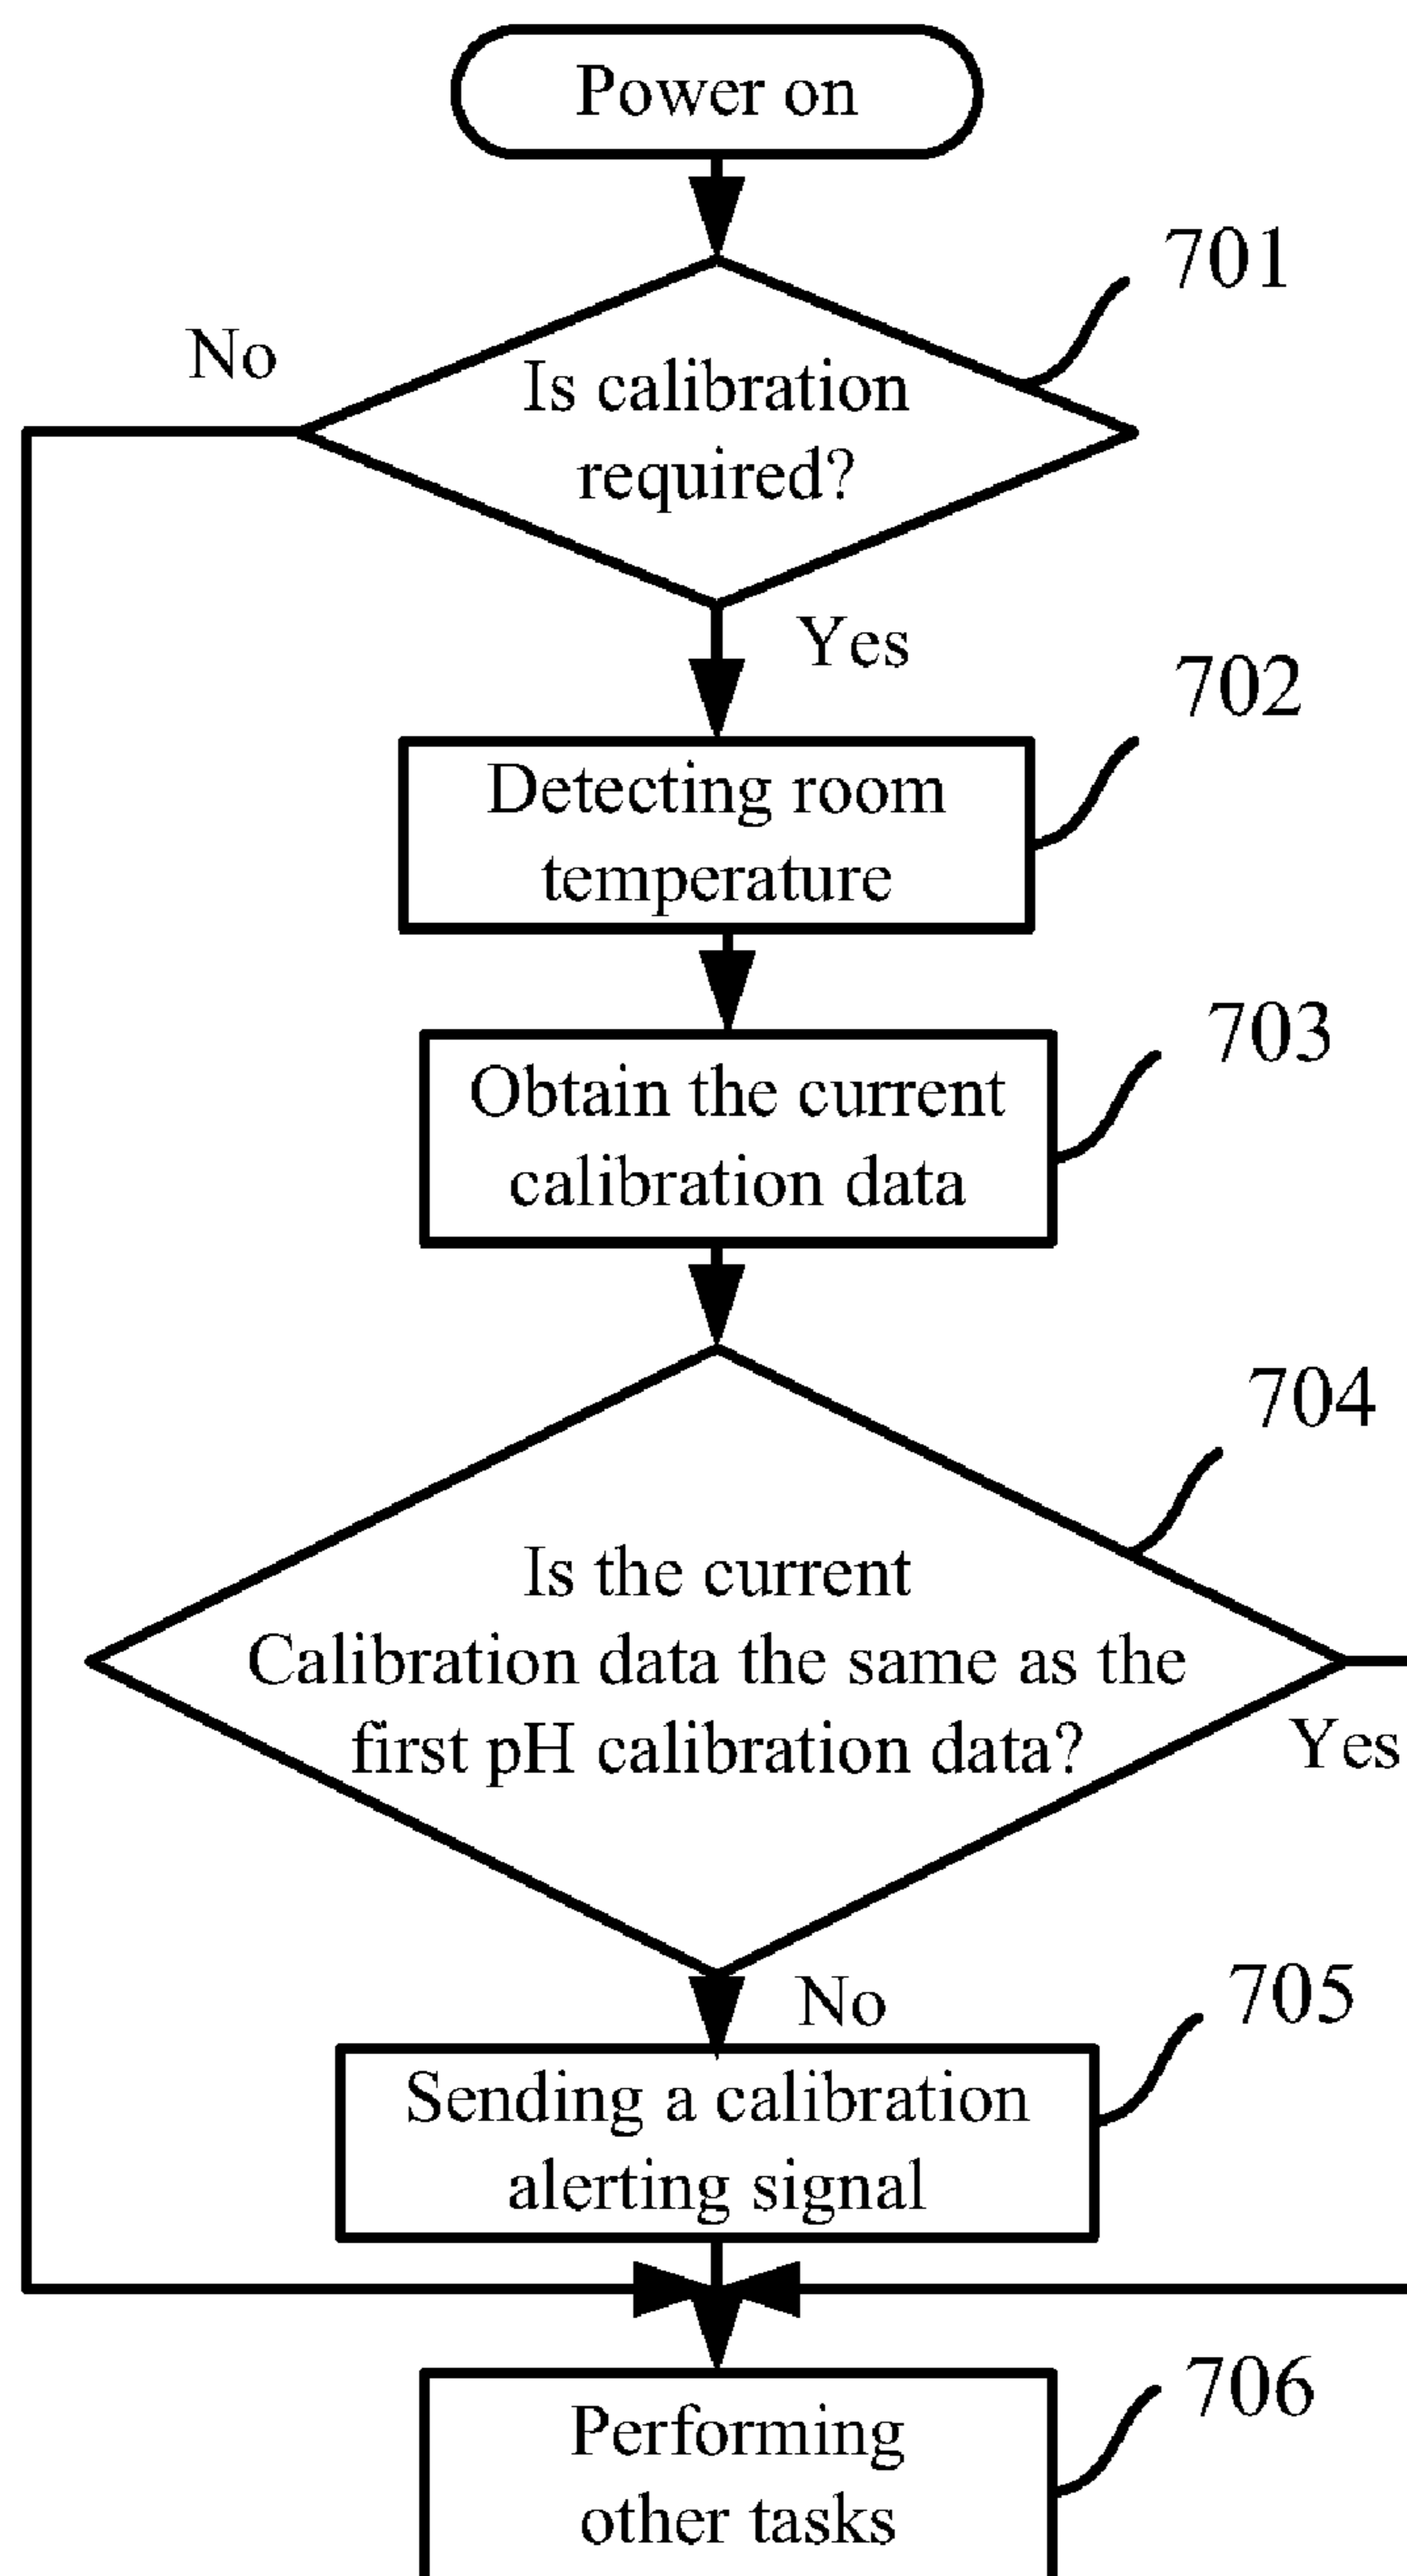 Power on
701
No
Is calibration
required?
Yes
702
Detecting room
temperature
703
Obtain the current
calibration data
704
Is the current
Calibration data the same as the
first pH calibration data?
Yes
No
705
Sending a calibration
alerting signal
706
Performing
other tasks